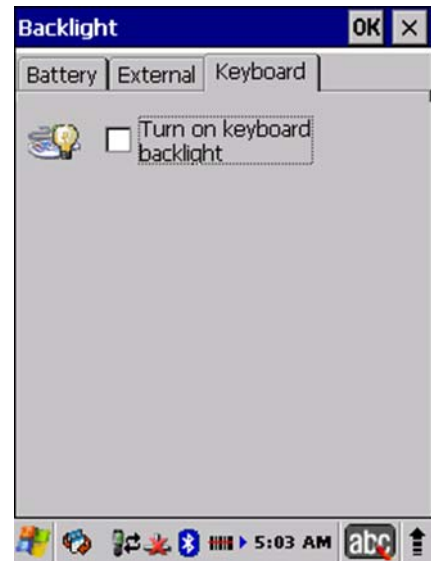 Backlight OK ×
Battery External Keyboard
Turn on keyboard
backlight
5:03 AM abc